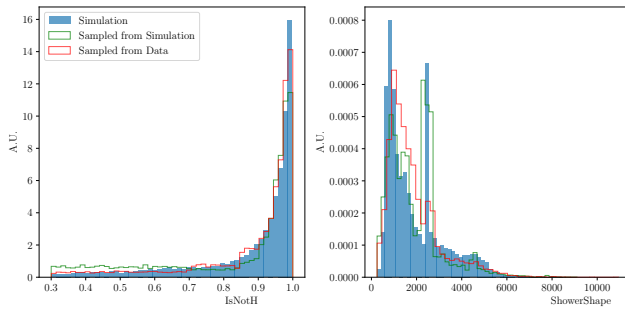 Simulation
Sampled from Simulation
Sampled from Data
A.U.
16
14
12
10
8
6
4
2
0
0.3 0.4 0.5 0.6 0.7 0.8 0.9 1.0
IsNotH
A.U.
0.0008
0.0007
0.0006
0.0005
0.0004
0.0003
0.0002
0.0001
0.0000
0 2000 4000 6000 8000 10000
ShowerShape